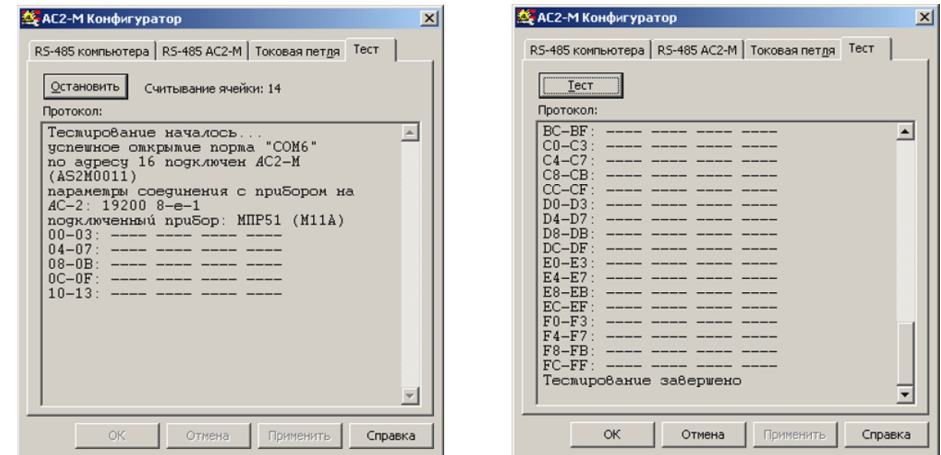 АС2-М Конфигуратор
RS-485 компьютера RS-485 АС2-М Токовая петля Тест
Остановить Считывание ячейки: 14
Протокол:
Тестирование началось...
успешное открытие порта "COM6"
по адресу 16 подключен АС2-М
(AS2M0011)
параметры соединения с прибором на
АС-2: 19200 8-e-1
подключенный прибор: МПР51 (M11A)
00-03: ---- ---- ---- ----
04-07: ---- ---- ---- ----
08-0B: ---- ---- ---- ----
0C-0F: ---- ---- ---- ----
10-13: ---- ---- ---- ----
ОК Отмена Применить Справка
АС2-М Конфигуратор
RS-485 компьютера RS-485 АС2-М Токовая петля Тест
Тест
Протокол:
BC-BF: ---- ---- ---- ----
C0-C3: ---- ---- ---- ----
C4-C7: ---- ---- ---- ----
C8-CB: ---- ---- ---- ----
CC-CF: ---- ---- ---- ----
D0-D3: ---- ---- ---- ----
D4-D7: ---- ---- ---- ----
D8-DB: ---- ---- ---- ----
DC-DF: ---- ---- ---- ----
E0-E3: ---- ---- ---- ----
E4-E7: ---- ---- ---- ----
E8-EB: ---- ---- ---- ----
EC-EF: ---- ---- ---- ----
F0-F3: ---- ---- ---- ----
F4-F7: ---- ---- ---- ----
F8-FB: ---- ---- ---- ----
FC-FF: ---- ---- ---- ----
Тестирование завершено
ОК Отмена Применить Справка